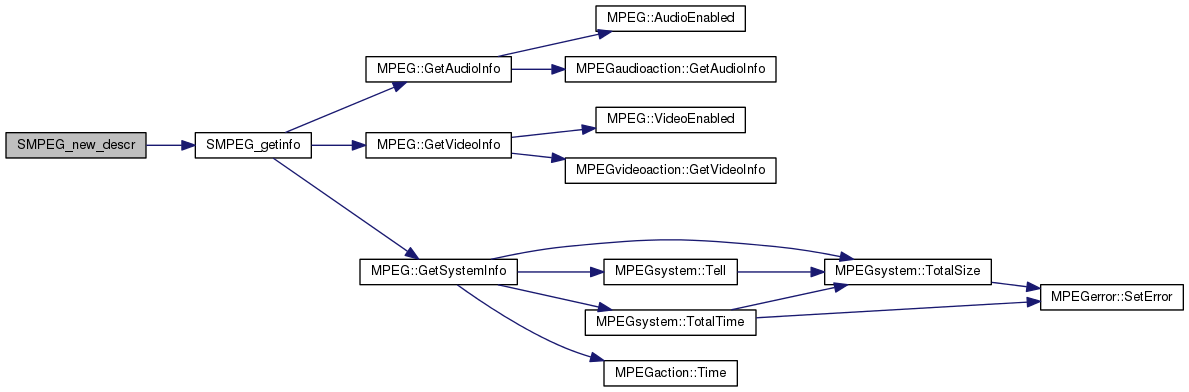 SMPEG_new_descr
SMPEG_getinfo
MPEG::GetAudioInfo
MPEG::AudioEnabled
MPEGaudioaction::GetAudioInfo
MPEG::GetVideoInfo
MPEG::VideoEnabled
MPEGvideoaction::GetVideoInfo
MPEG::GetSystemInfo
MPEGsystem::Tell
MPEGsystem::TotalSize
MPEGsystem::TotalTime
MPEGerror::SetError
MPEGaction::Time